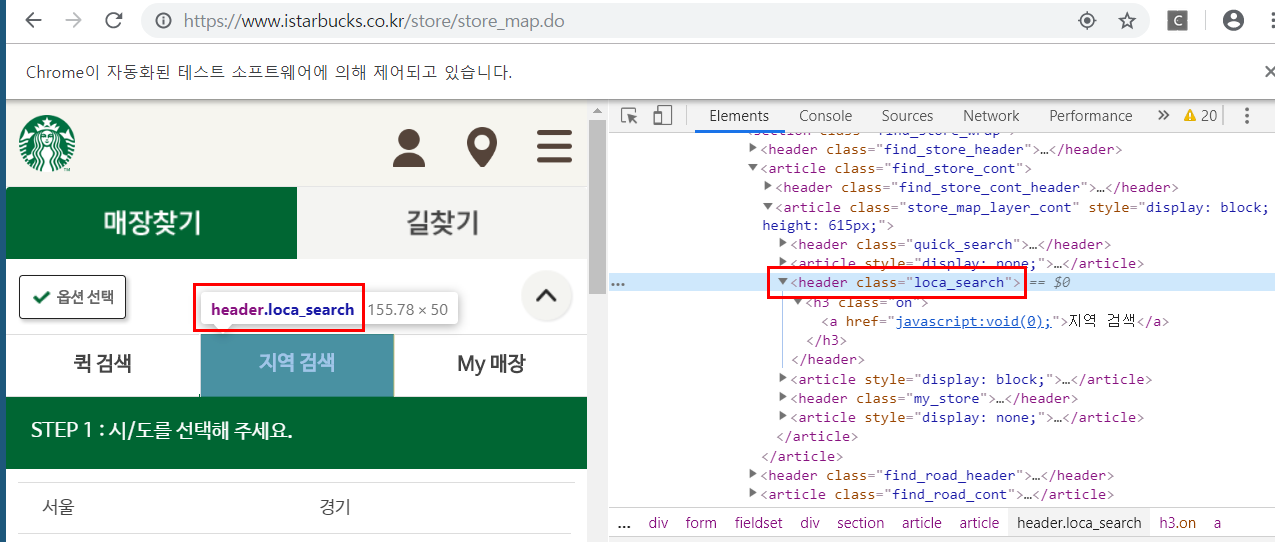 https://www.istarbucks.co.kr/store/store_map.do
C
Chrome이 자동화된 테스트 소프트웨어에 의해 제어되고 있습니다.
매장찾기
길찾기
옵션 선택
header.loca_search 155.78 × 50
퀵 검색
지역 검색
My 매장
STEP 1 : 시/도를 선택해 주세요.
서울
경기
Elements Console Sources Network Performance » 20
<section class="find_store_wrap">
<header class="find_store_header">…</header>
<article class="find_store_cont">
<header class="find_store_cont_header">…</header>
<article class="store_map_layer_cont" style="display: block;
height: 615px;">
<header class="quick_search">…</header>
<article style="display: none;">…</article>
… <header class="loca_search"> == $0
<h3 class="on">
<a href="javascript:void(0);">지역 검색</a>
</h3>
</header>
<article style="display: block;">…</article>
<header class="my_store">…</header>
<article style="display: none;">…</article>
</article>
</article>
<header class="find_road_header">…</header>
<article class="find_road_cont">…</article>
… div form fieldset div section article article header.loca_search h3.on a